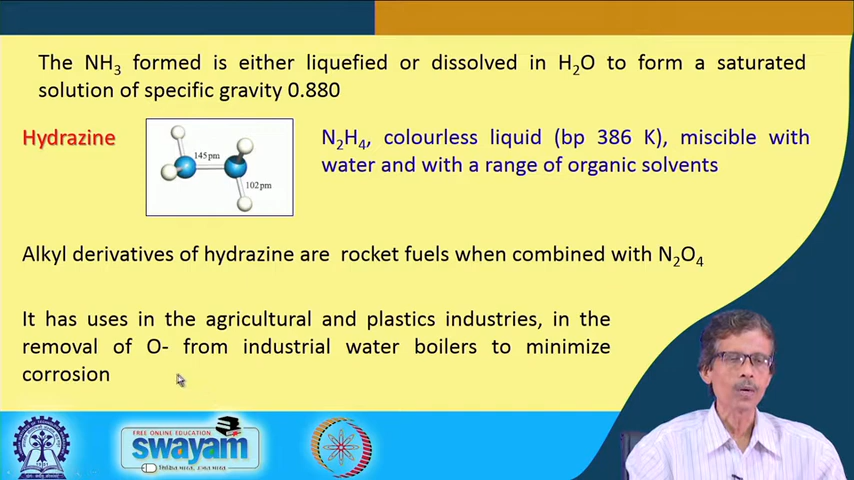 The NH₃ formed is either liquefied or dissolved in H₂O to form a saturated
solution of specific gravity 0.880
Hydrazine
145 pm
102 pm
N₂H₄, colourless liquid (bp 386 K), miscible with
water and with a range of organic solvents
Alkyl derivatives of hydrazine are rocket fuels when combined with N₂O₄
It has uses in the agricultural and plastics industries, in the
removal of O- from industrial water boilers to minimize
corrosion
FREE ONLINE EDUCATION
swayam